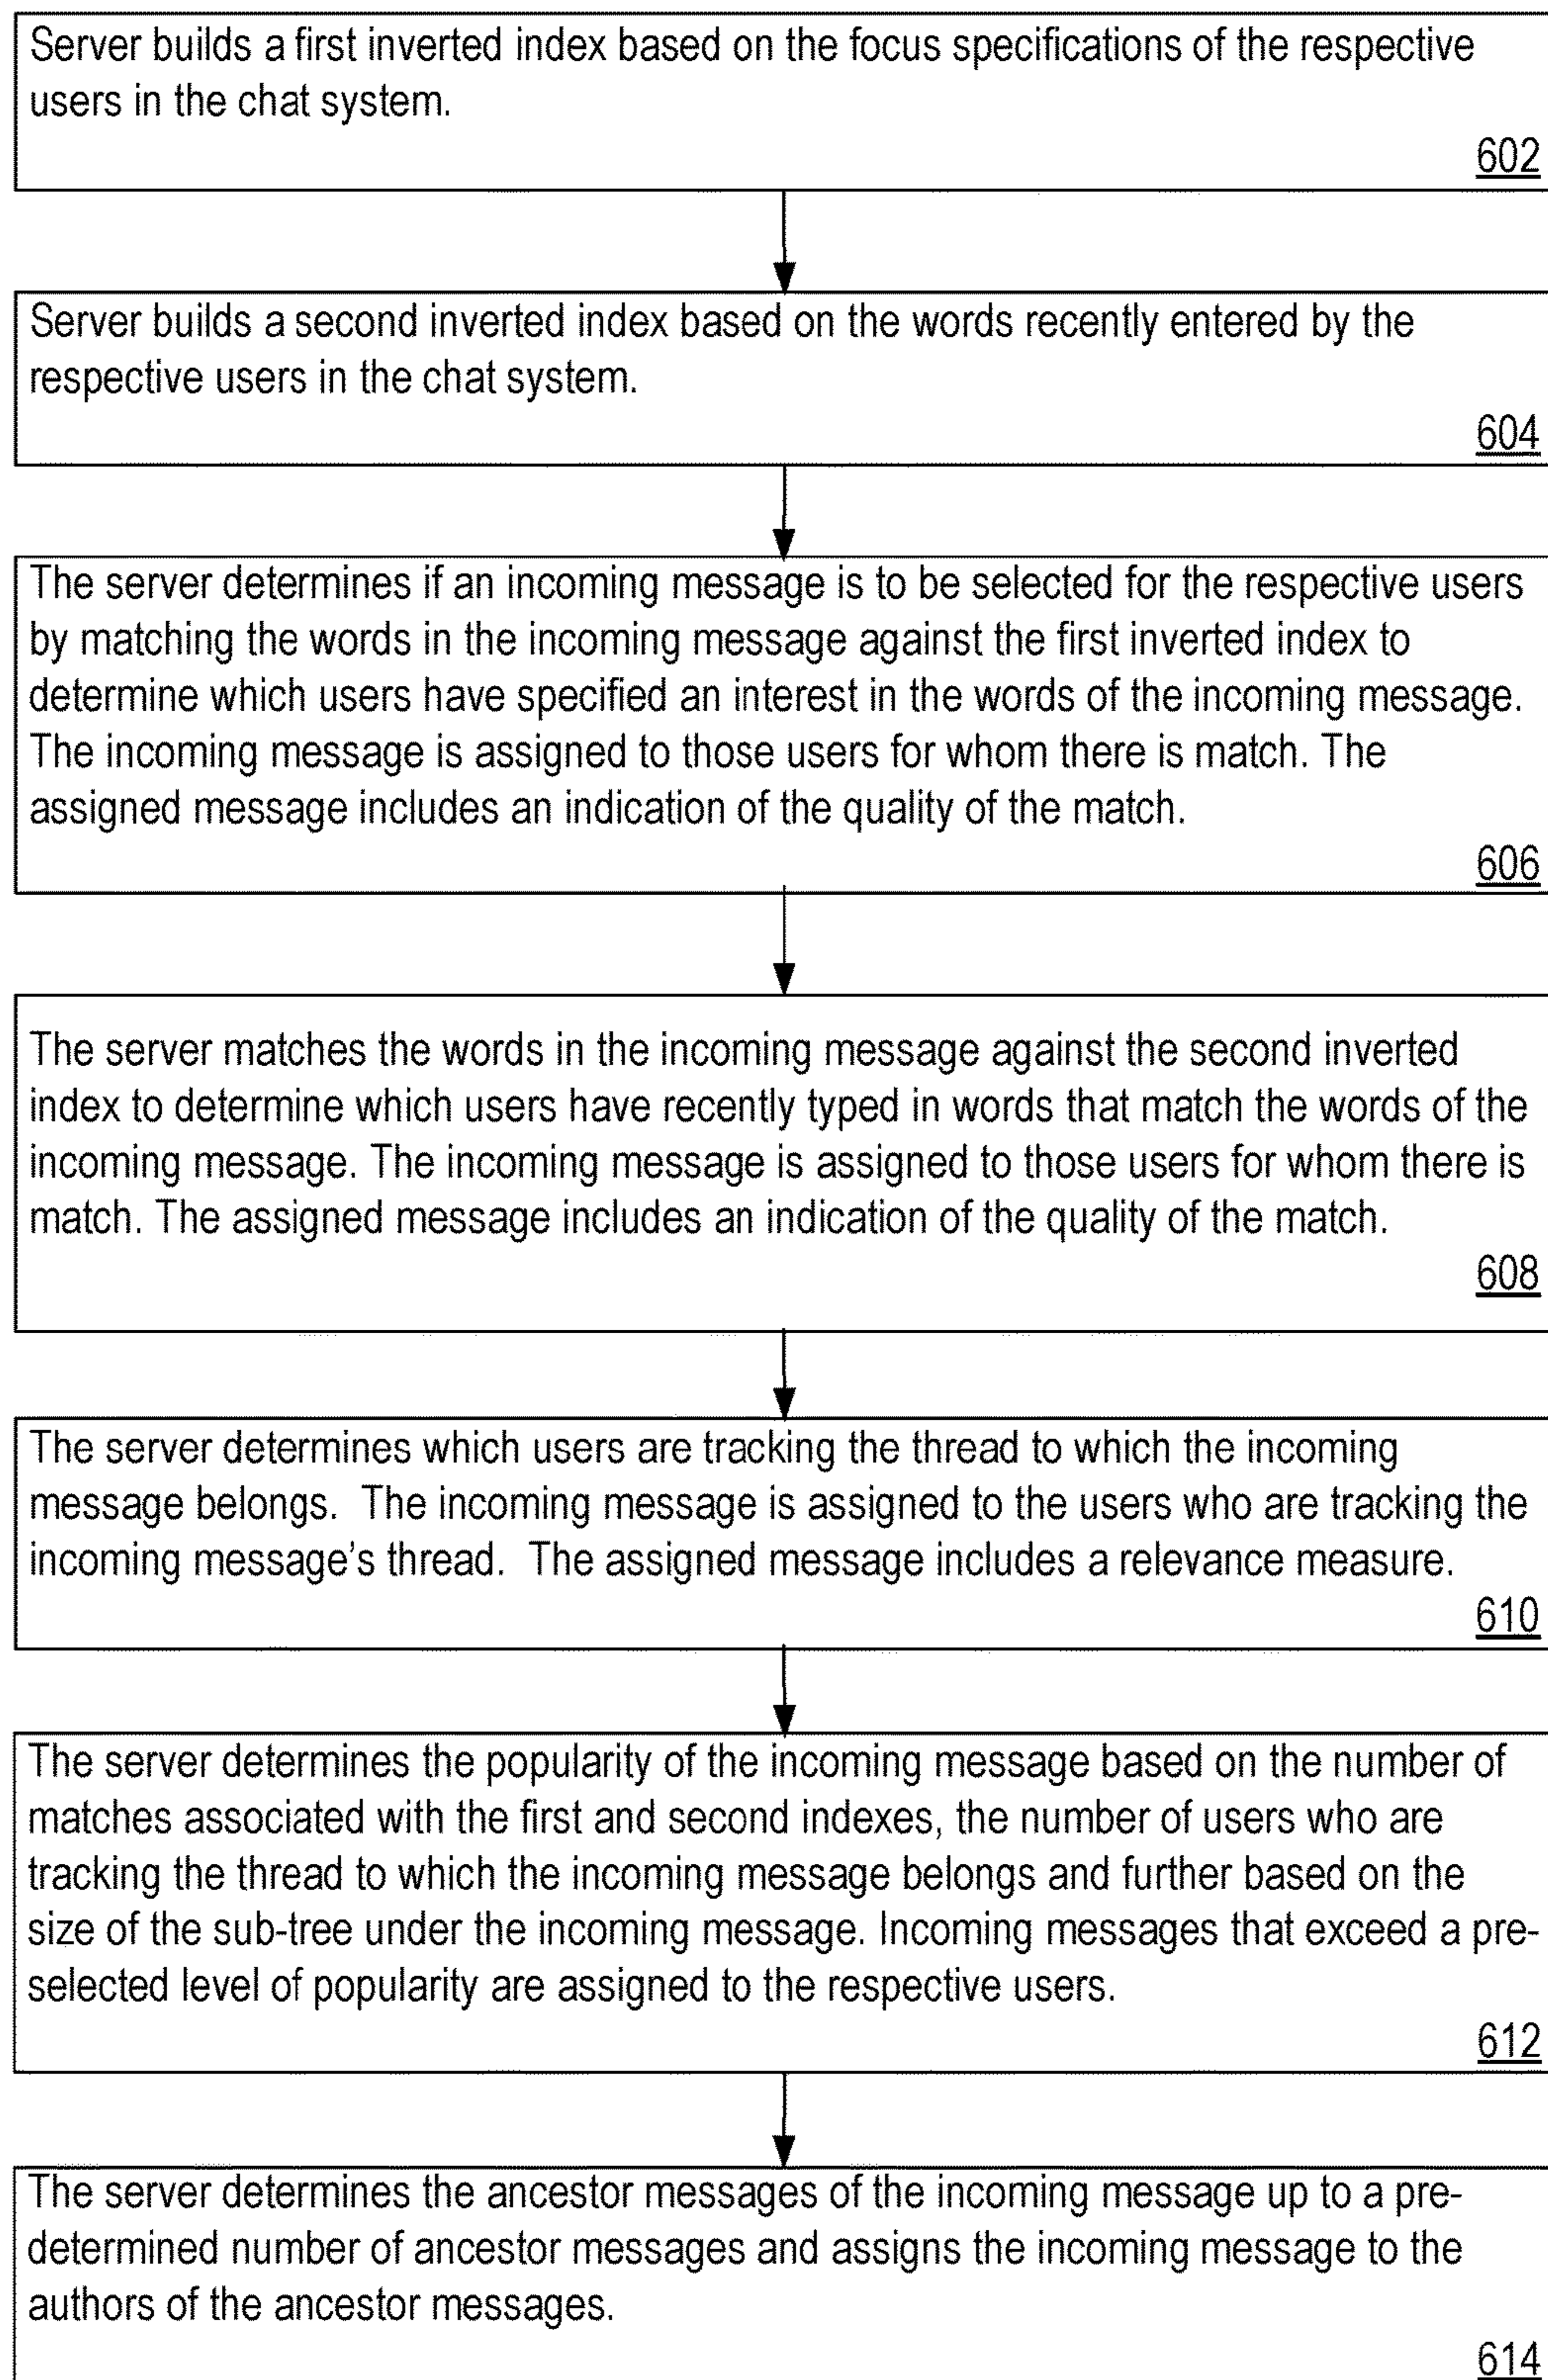 Server builds a first inverted index based on the focus specifications of the respective
users in the chat system.
602
Server builds a second inverted index based on the words recently entered by the
respective users in the chat system.
604
The server determines if an incoming message is to be selected for the respective users
by matching the words in the incoming message against the first inverted index to
determine which users have specified an interest in the words of the incoming message.
The incoming message is assigned to those users for whom there is match. The
assigned message includes an indication of the quality of the match.
606
The server matches the words in the incoming message against the second inverted
index to determine which users have recently typed in words that match the words of the
incoming message. The incoming message is assigned to those users for whom there is
match. The assigned message includes an indication of the quality of the match.
608
The server determines which users are tracking the thread to which the incoming
message belongs.  The incoming message is assigned to the users who are tracking the
incoming message's thread.  The assigned message includes a relevance measure.
610
The server determines the popularity of the incoming message based on the number of
matches associated with the first and second indexes, the number of users who are
tracking the thread to which the incoming message belongs and further based on the
size of the sub-tree under the incoming message. Incoming messages that exceed a pre-
selected level of popularity are assigned to the respective users.
612
The server determines the ancestor messages of the incoming message up to a pre-
determined number of ancestor messages and assigns the incoming message to the
authors of the ancestor messages.
614